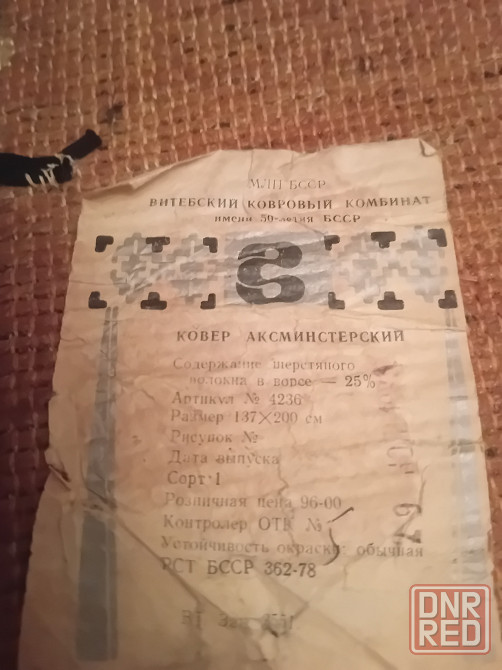 МЛП БССР
ВИТЕБСКИЙ КОВРОВЫЙ КОМБИНАТ
имени 50-летия БССР
КОВЕР АКСМИНСТЕРСКИЙ
Содержание шерстяного
волокна в ворсе — 25%
Артикул № 4236
Размер 137×200 см
Рисунок №
Дата выпуска
Сорт 1
Розничная цена 96-00
Контролер ОТК №
Устойчивость окраски: обычная
РСТ БССР 362-78
DNR
RED